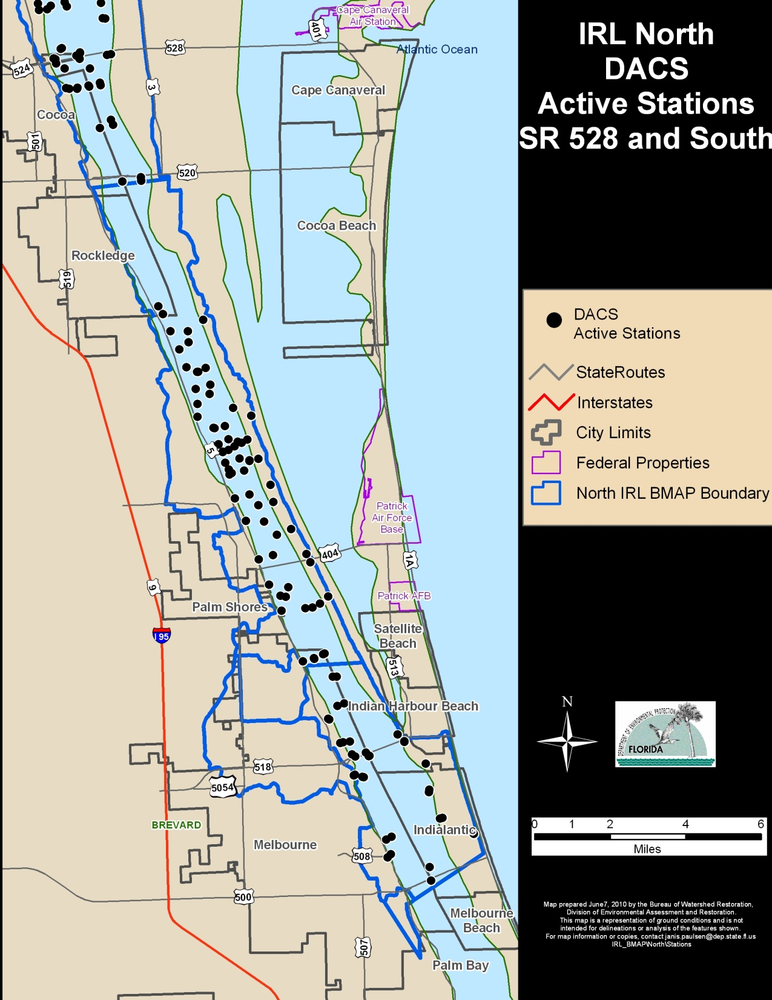 Cape Canaveral
Air Station
401
IRL North
DACS
Active Stations
SR 528 and South
528
Atlantic Ocean
524
3
Cape Canaveral
Cocoa
501
520
Cocoa Beach
Rockledge
519
DACS
Active Stations
StateRoutes
Interstates
City Limits
Federal Properties
North IRL BMAP Boundary
5
Patrick
Air Force
Base
404
1A
9
Patrick AFB
Palm Shores
Satellite
Beach
I 95
513
Indian Harbour Beach
N
DEPARTMENT OF ENVIRONMENTAL PROTECTION
FLORIDA
518
5054
BREVARD
Indialantic
Melbourne
508
0 1 2 4 6
Miles
500
Melbourne
Beach
507
Palm Bay
Map prepared June7, 2010 by the Bureau of Watershed Restoration,
Division of Environmental Assessment and Restoration.
This map is a representation of ground conditions and is not
intended for delineations or analysis of the features shown.
For map information or copies, contact janis.paulsen@dep.state.fl.us
IRL_BMAP\North\Stations